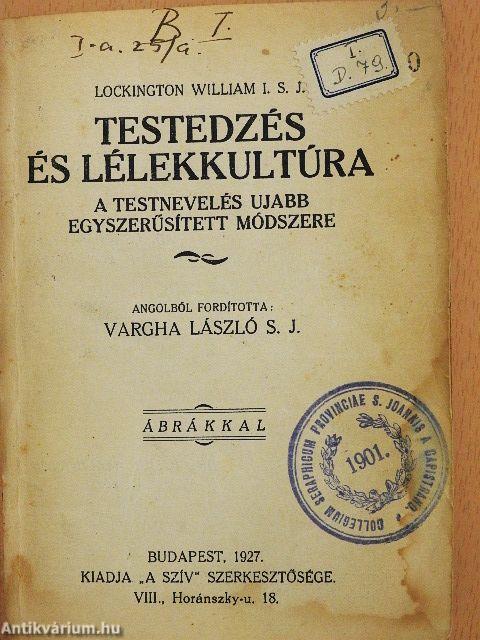 B I.
I-a. 25/a.
I.
D. 79.
LOCKINGTON WILLIAM I. S. J.
TESTEDZÉS
ÉS LÉLEKKULTÚRA
A TESTNEVELÉS UJABB
EGYSZERŰSÍTETT MÓDSZERE
ANGOLBÓL FORDÍTOTTA:
VARGHA LÁSZLÓ S. J.
ÁBRÁKKAL
COLLEGIUM SERAPHICUM PROVINCIAE S. JOANNIS A CAPISTRANO.
1901.
BUDAPEST, 1927.
KIADJA „A SZÍV" SZERKESZTŐSÉGE.
VIII., Horánszky-u. 18.
Antikvárium.hu